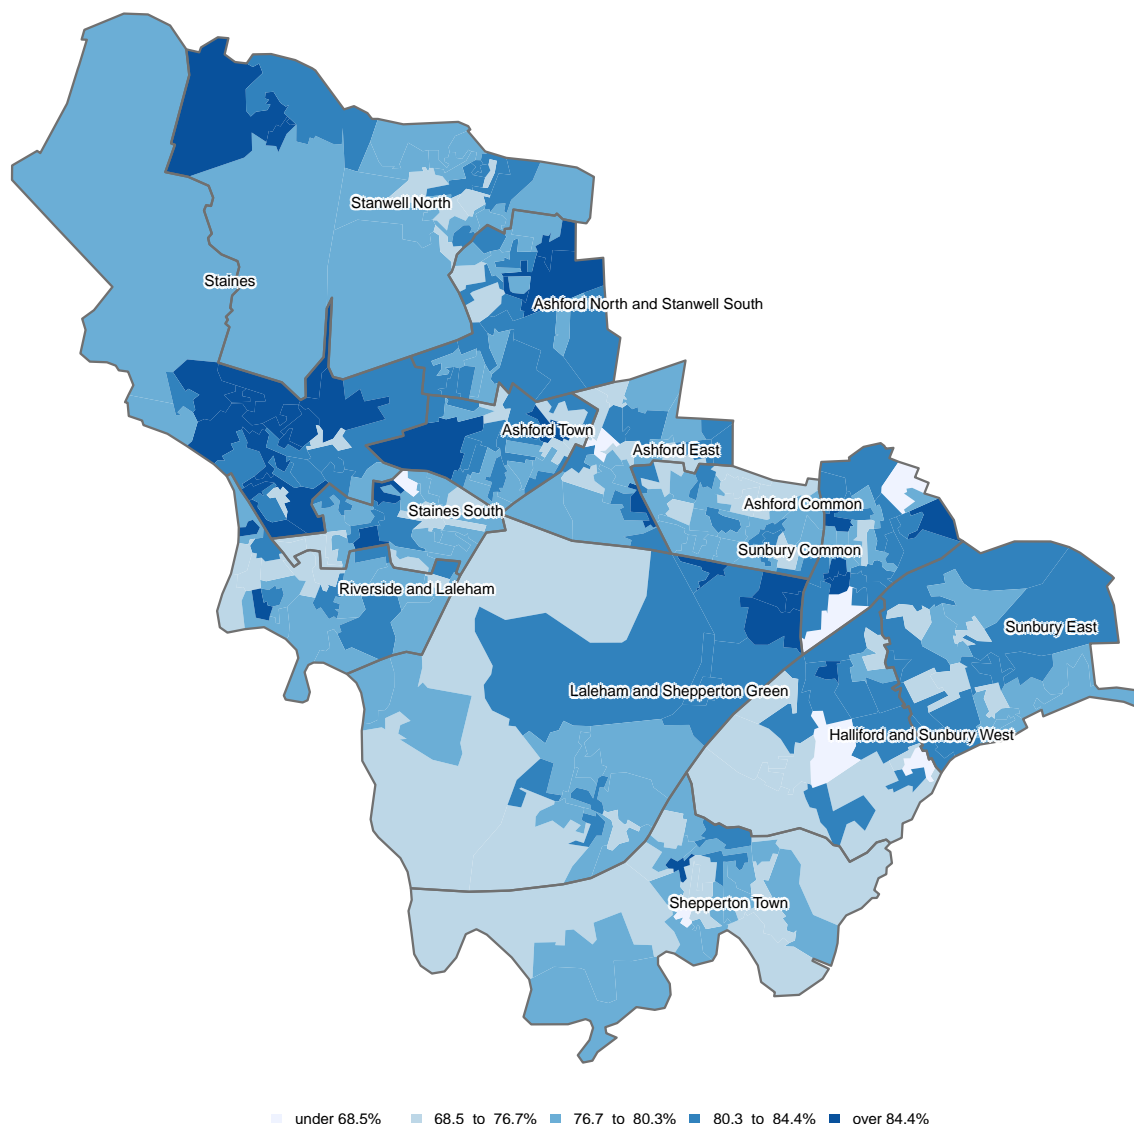 Stanwell North
Staines
Ashford North and Stanwell South
Ashford Town
Ashford East
Ashford Common
Staines South
Sunbury Common
Riverside and Laleham
Sunbury East
Laleham and Shepperton Green
Halliford and Sunbury West
Shepperton Town
under 68.5% 68.5 to 76.7% 76.7 to 80.3% 80.3 to 84.4% over 84.4%